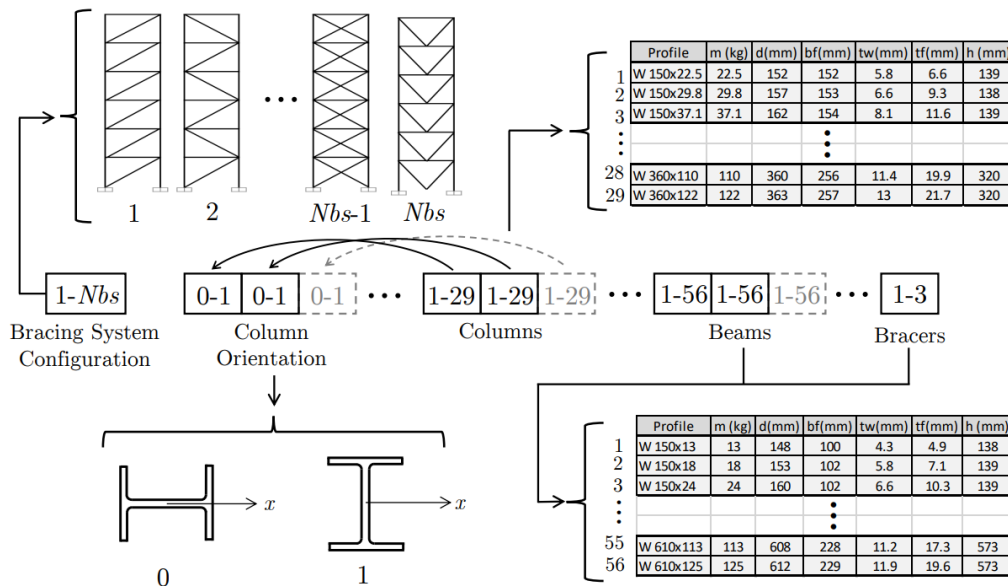 1
2
Nbs-1
Nbs
Profile m (kg) d(mm) bf(mm) tw(mm) tf(mm) h (mm)
1 W 150x22.5 22.5 152 152 5.8 6.6 139
2 W 150x29.8 29.8 157 153 6.6 9.3 138
3 W 150x37.1 37.1 162 154 8.1 11.6 139
28 W 360x110 110 360 256 11.4 19.9 320
29 W 360x122 122 363 257 13 21.7 320
1-Nbs
0-1 0-1 0-1
1-29 1-29 1-29
1-56 1-56 1-56
1-3
Bracing System
Configuration
Column
Orientation
Columns
Beams
Bracers
x
0
x
1
Profile m (kg) d(mm) bf(mm) tw(mm) tf(mm) h (mm)
1 W 150x13 13 148 100 4.3 4.9 138
2 W 150x18 18 153 102 5.8 7.1 139
3 W 150x24 24 160 102 6.6 10.3 139
55 W 610x113 113 608 228 11.2 17.3 573
56 W 610x125 125 612 229 11.9 19.6 573